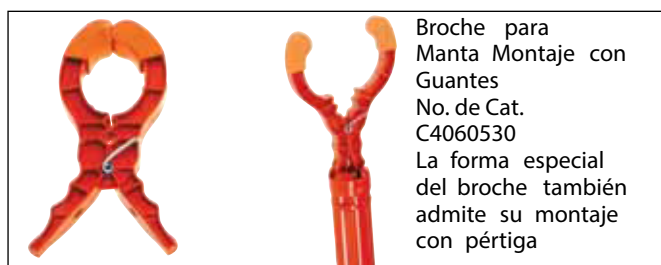 Broche para
Manta Montaje con
Guantes
No. de Cat.
C4060530
La forma especial
del broche también
admite su montaje
con pértiga